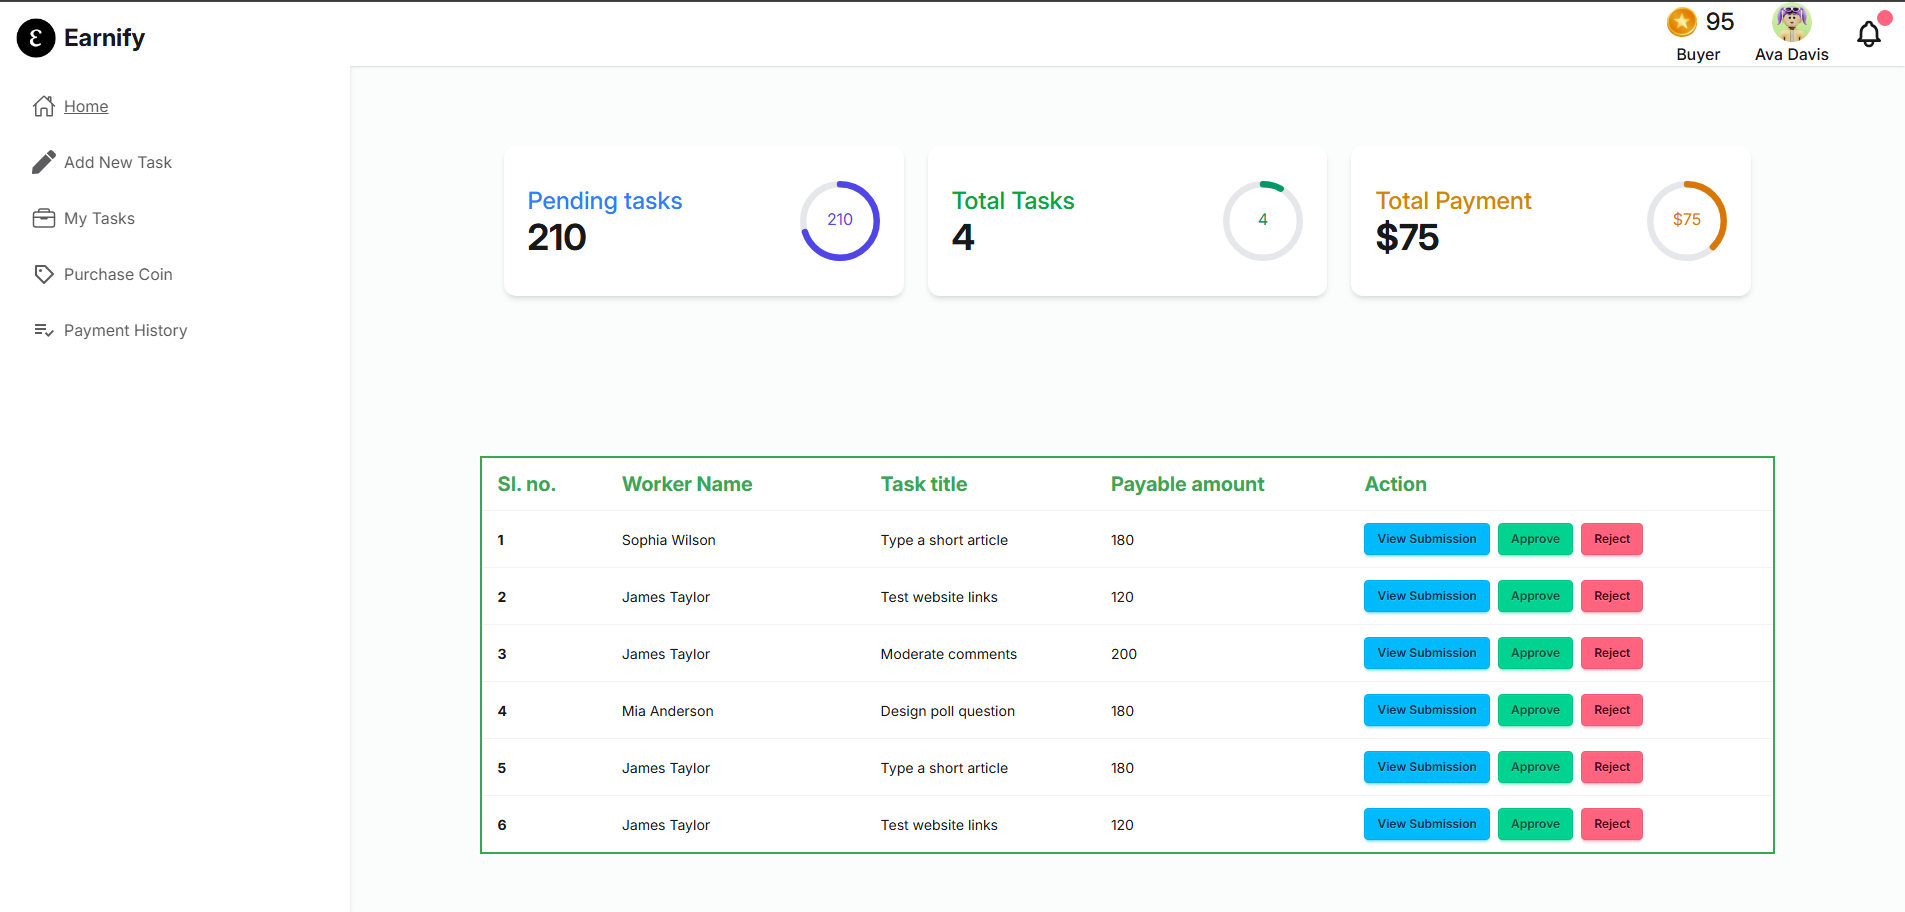 Earnify
95
Buyer
Ava Davis
Home
Add New Task
My Tasks
Purchase Coin
Payment History
Pending tasks
210
210
Total Tasks
4
4
Total Payment
$75
$75
Sl. no. Worker Name Task title Payable amount Action
1 Sophia Wilson Type a short article 180 View Submission Approve Reject
2 James Taylor Test website links 120 View Submission Approve Reject
3 James Taylor Moderate comments 200 View Submission Approve Reject
4 Mia Anderson Design poll question 180 View Submission Approve Reject
5 James Taylor Type a short article 180 View Submission Approve Reject
6 James Taylor Test website links 120 View Submission Approve Reject